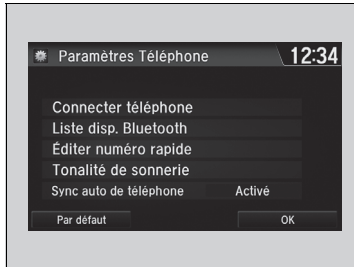 Paramètres Téléphone 12:34
Connecter téléphone
Liste disp. Bluetooth
Éditer numéro rapide
Tonalité de sonnerie
Sync auto de téléphone Activé
Par défaut OK